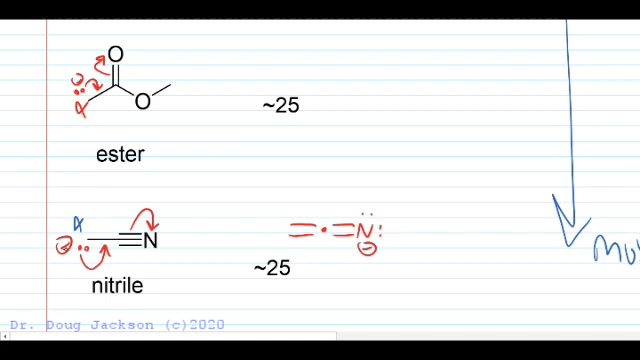 O
α
O
~25
ester
α
N
N
~25
nitrile
Dr. Doug Jackson (c)2020